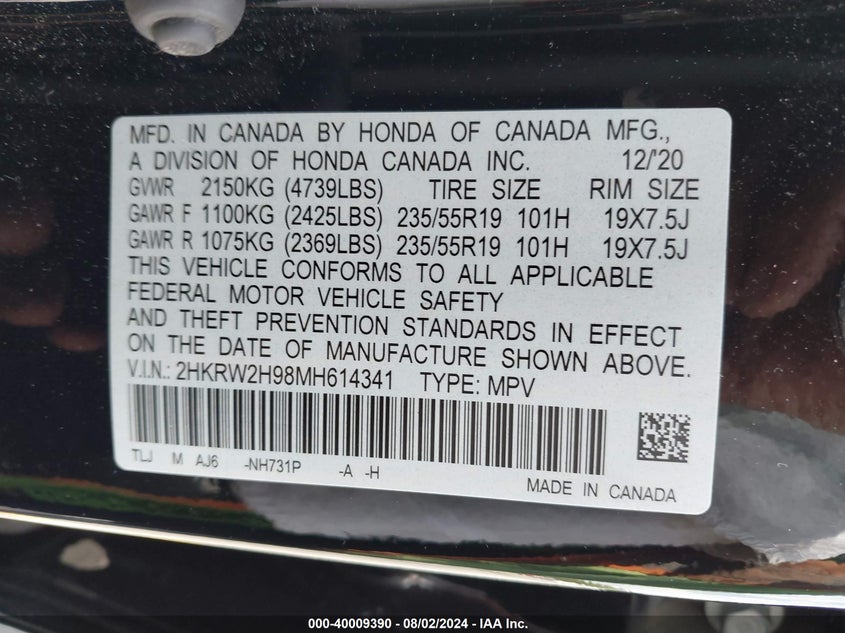 MFD. IN CANADA BY HONDA OF CANADA MFG.,
A DIVISION OF HONDA CANADA INC. 12/'20
GVWR 2150KG (4739LBS) TIRE SIZE RIM SIZE
GAWR F 1100KG (2425LBS) 235/55R19 101H 19X7.5J
GAWR R 1075KG (2369LBS) 235/55R19 101H 19X7.5J
THIS VEHICLE CONFORMS TO ALL APPLICABLE
FEDERAL MOTOR VEHICLE SAFETY
AND THEFT PREVENTION STANDARDS IN EFFECT
ON THE DATE OF MANUFACTURE SHOWN ABOVE.
V.I.N.: 2HKRW2H98MH614341 TYPE: MPV
TLJ M AJ6 -NH731P -A -H
MADE IN CANADA
000-40009390 - 08/02/2024 - IAA Inc.